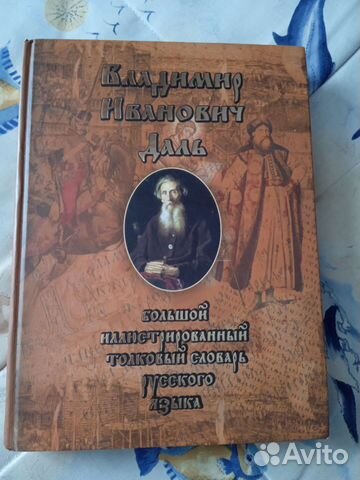 Владимир
Иванович
Даль
Большой
иллюстрированный
толковый словарь
русского
языка
Avito